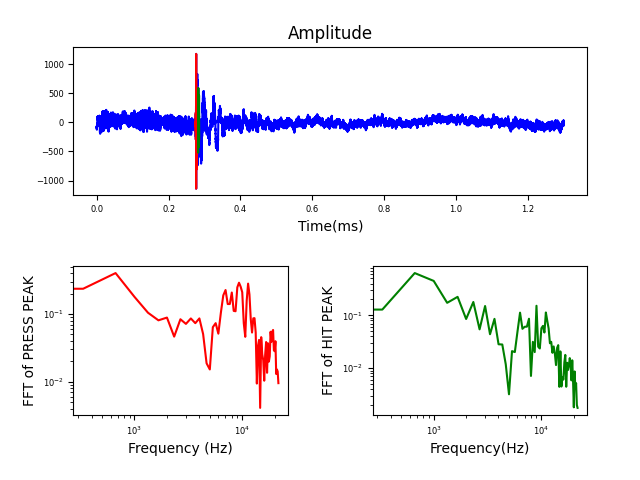 Amplitude
1000
500
0
−500
−1000
0.0 0.2 0.4 0.6 0.8 1.0 1.2
Time(ms)
FFT of PRESS PEAK
10⁻¹
10⁻²
10³ 10⁴
Frequency (Hz)
FFT of HIT PEAK
10⁻¹
10⁻²
10³ 10⁴
Frequency(Hz)